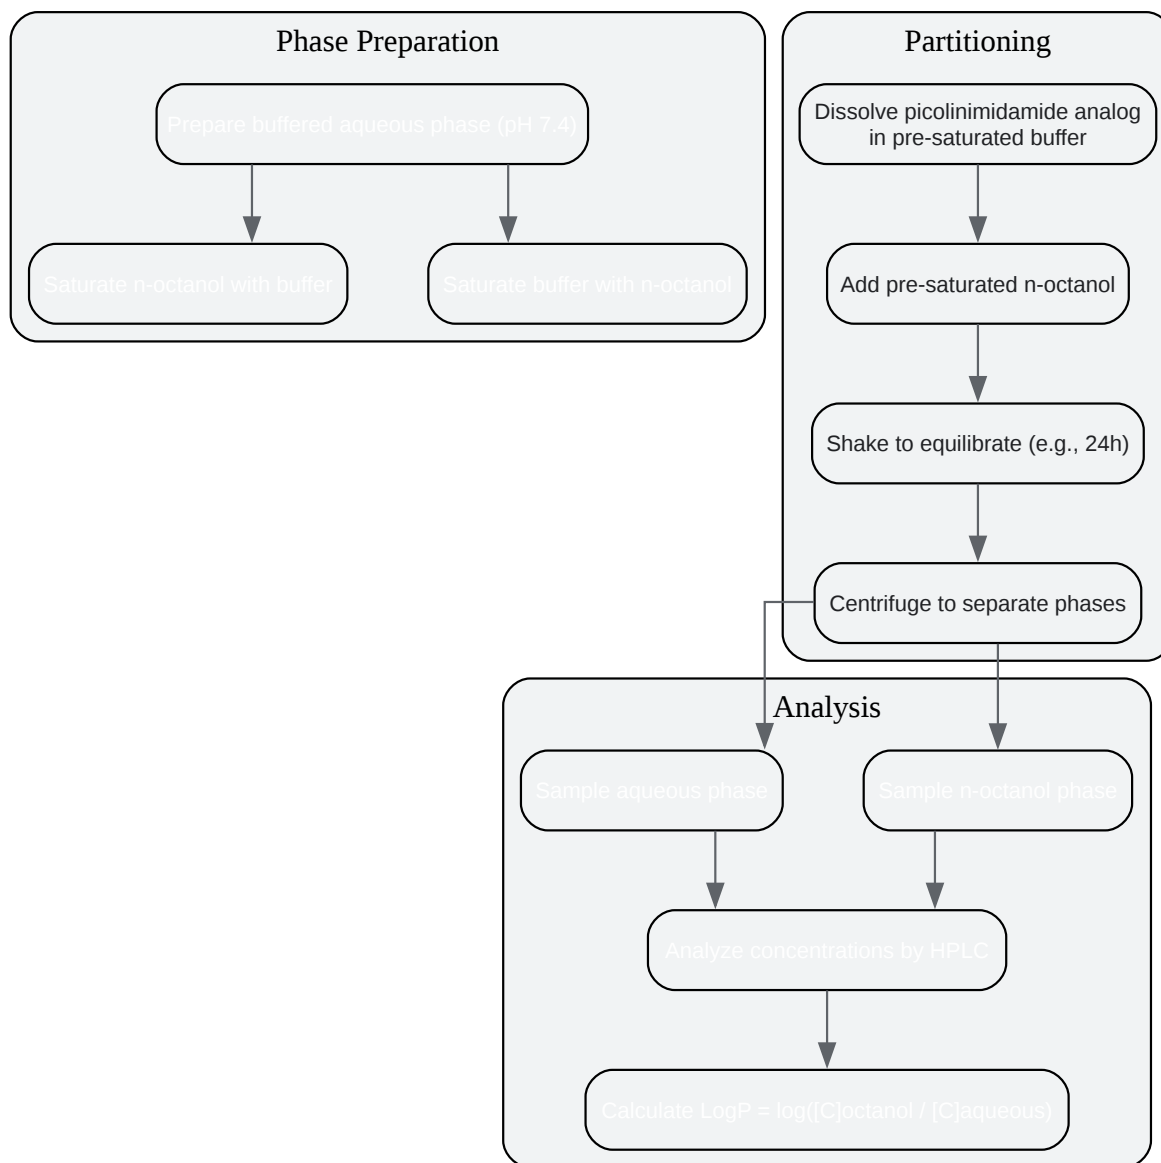 Phase Preparation
Prepare buffered aqueous phase (pH 7.4)
Saturate n-octanol with buffer
Saturate buffer with n-octanol
Partitioning
Dissolve picolinimidamide analog
in pre-saturated buffer
Add pre-saturated n-octanol
Shake to equilibrate (e.g., 24h)
Centrifuge to separate phases
Analysis
Sample aqueous phase
Sample n-octanol phase
Analyze concentrations by HPLC
Calculate LogP = log([C]octanol / [C]aqueous)